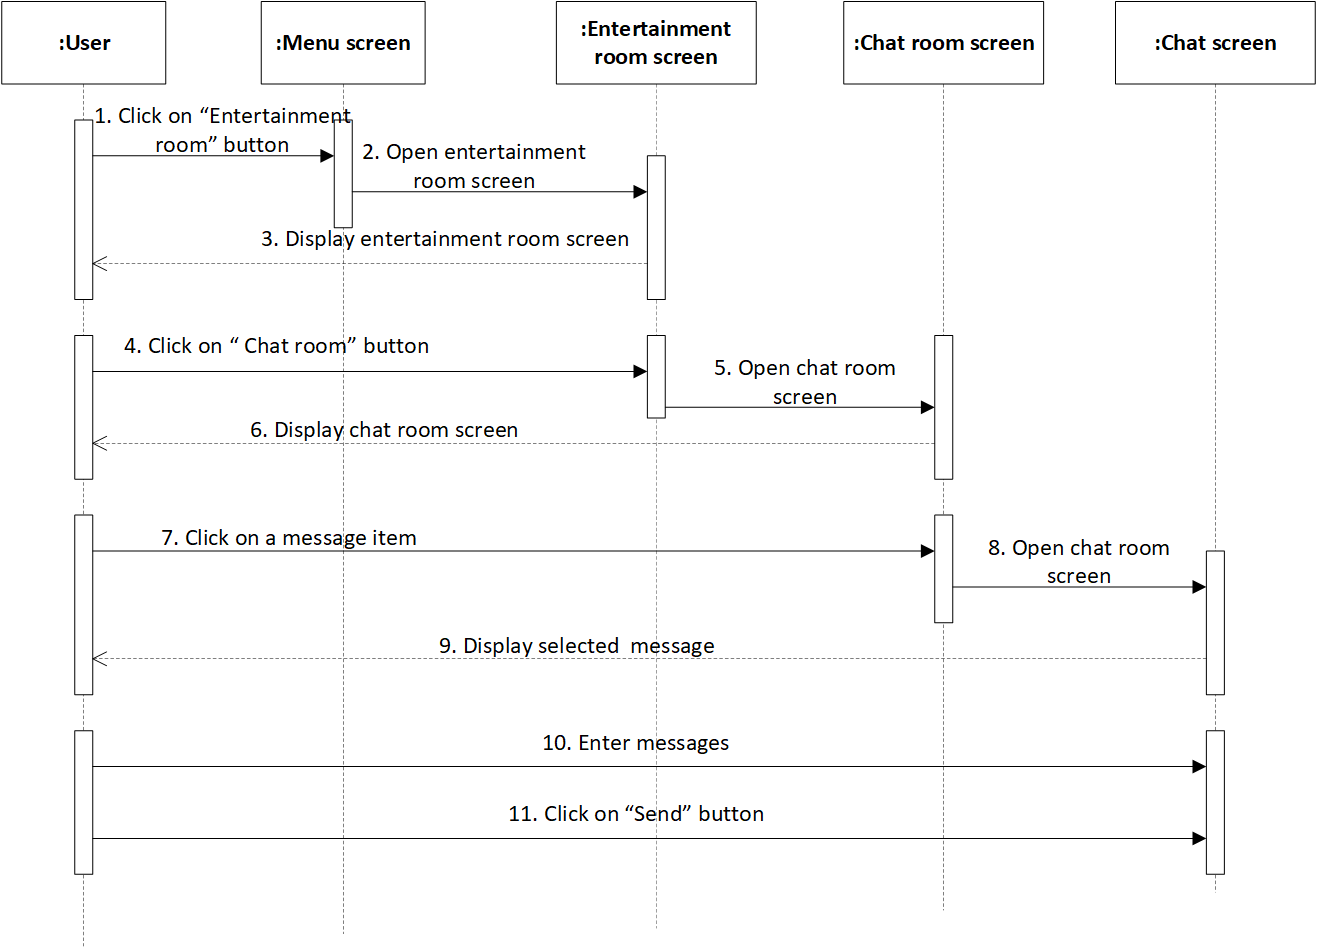 :User
:Menu screen
:Entertainment
room screen
:Chat room screen
:Chat screen
1. Click on “Entertainment
room” button
2. Open entertainment
room screen
3. Display entertainment room screen
4. Click on “ Chat room” button
5. Open chat room
screen
6. Display chat room screen
7. Click on a message item
8. Open chat room
screen
9. Display selected  message
10. Enter messages
11. Click on “Send” button